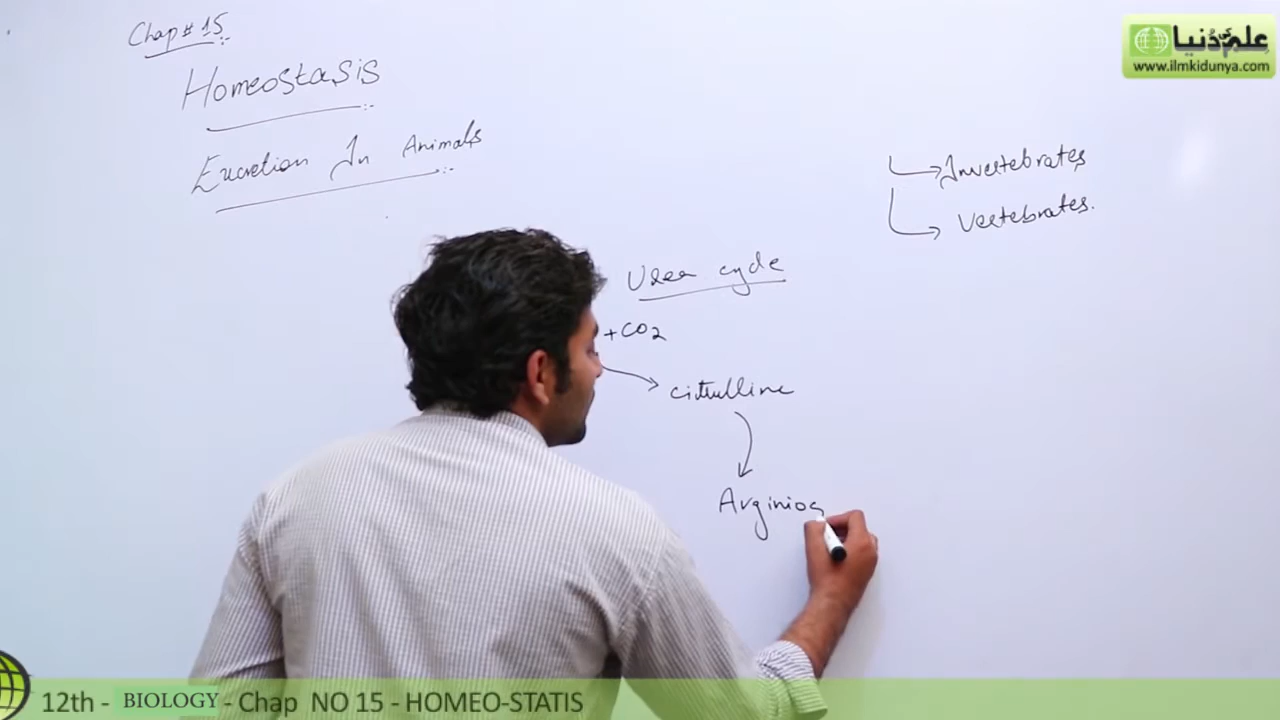 Chap # 15
Homeostasis
Excretion In Animals
Invertebrates
Vertebrates.
Urea cycle
+CO2
citrulline
Arginios
علم کی دُنیا
www.ilmkidunya.com
12th - BIOLOGY - Chap NO 15 - HOMEO-STATIS